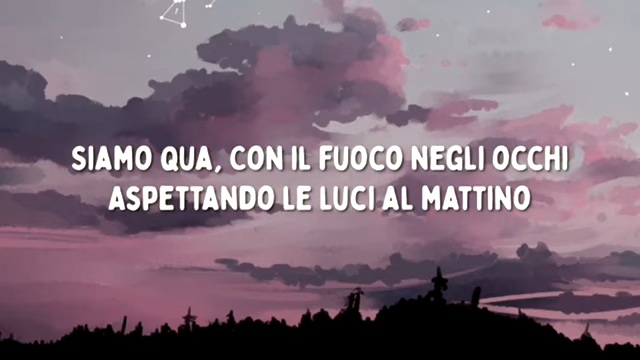 SIAMO QUA, CON IL FUOCO NEGLI OCCHI
ASPETTANDO LE LUCI AL MATTINO